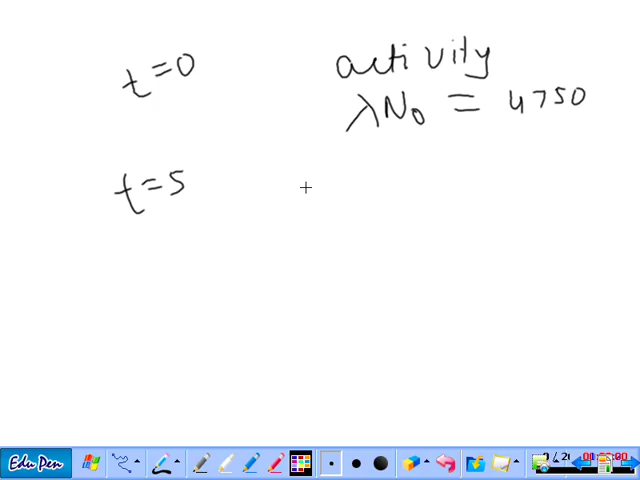 t=0 activity
λN₀ = 4750
t=5
Edu Pen